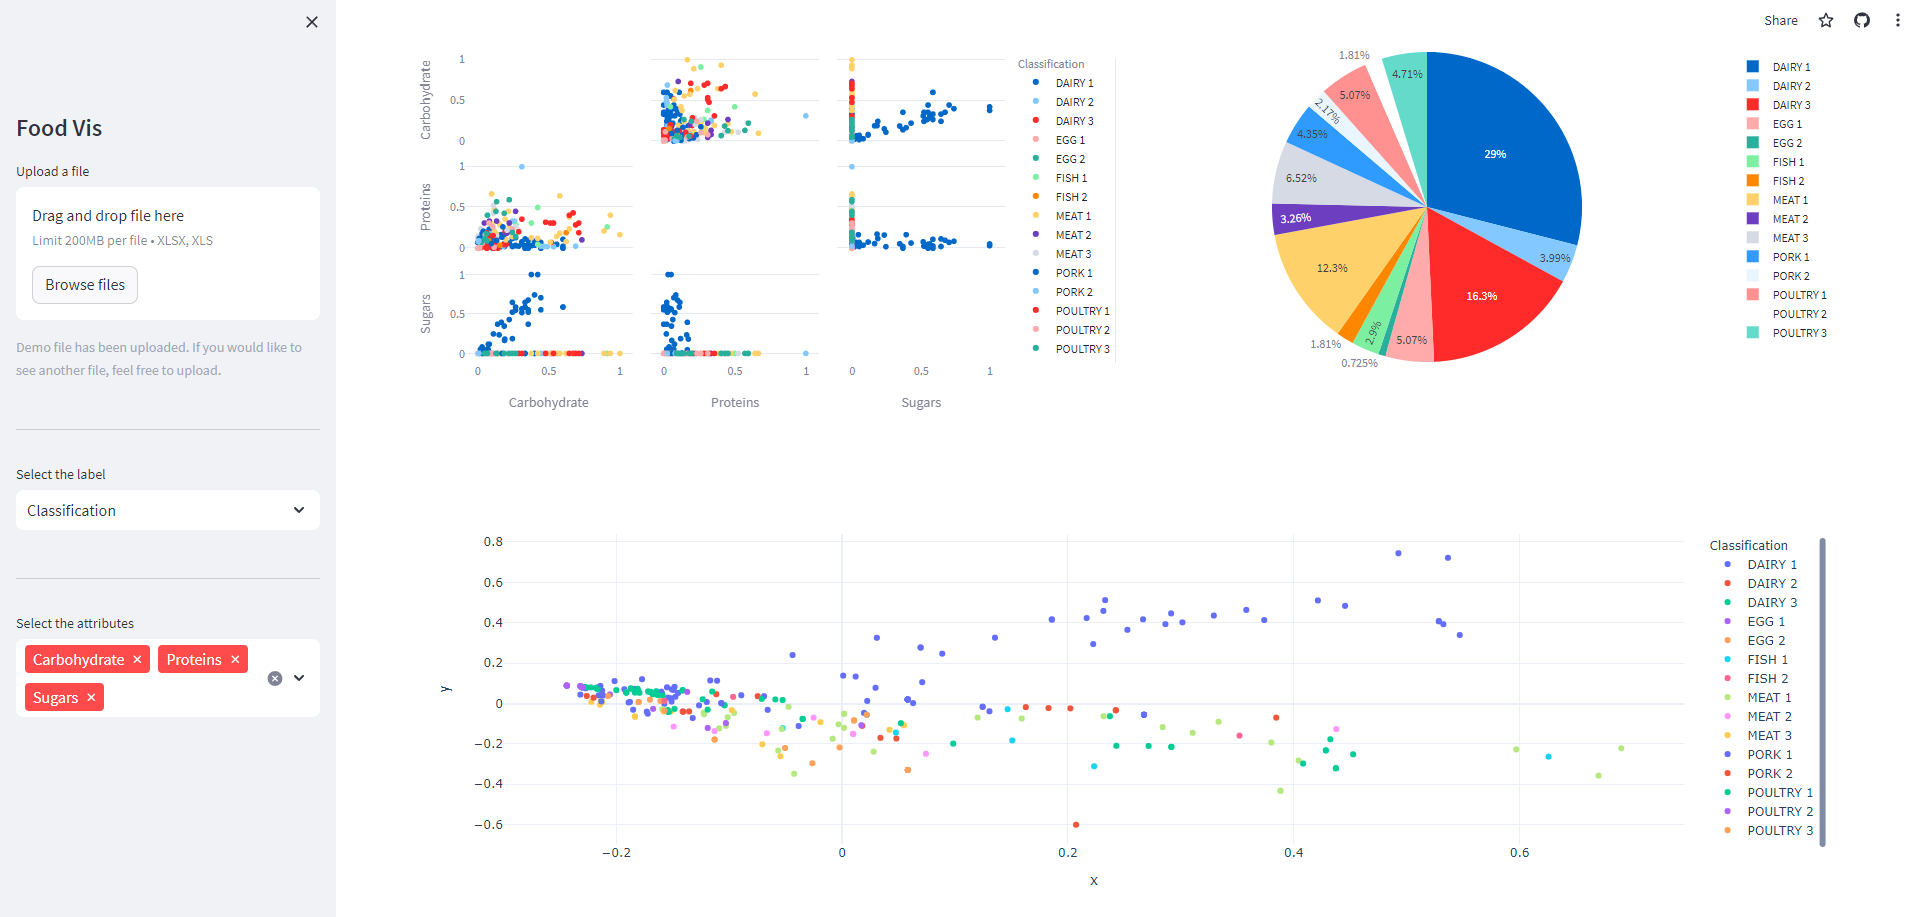 Share
Food Vis
Upload a file
Drag and drop file here
Limit 200MB per file • XLSX, XLS
Browse files
Demo file has been uploaded. If you would like to
see another file, feel free to upload.
Select the label
Classification
Select the attributes
Carbohydrate × Proteins ×
Sugars ×
Carbohydrate
1
0.5
0
Proteins
1
0.5
0
Sugars
1
0.5
0
0 0.5 1
0 0.5 1
0 0.5 1
Carbohydrate
Proteins
Sugars
Classification
DAIRY 1
DAIRY 2
DAIRY 3
EGG 1
EGG 2
FISH 1
FISH 2
MEAT 1
MEAT 2
MEAT 3
PORK 1
PORK 2
POULTRY 1
POULTRY 2
POULTRY 3
29%
3.99%
16.3%
5.07%
0.725%
2.9%
1.81%
12.3%
3.26%
6.52%
4.35%
2.17%
5.07%
1.81%
4.71%
DAIRY 1
DAIRY 2
DAIRY 3
EGG 1
EGG 2
FISH 1
FISH 2
MEAT 1
MEAT 2
MEAT 3
PORK 1
PORK 2
POULTRY 1
POULTRY 2
POULTRY 3
y
0.8
0.6
0.4
0.2
0
−0.2
−0.4
−0.6
−0.2 0 0.2 0.4 0.6
x
Classification
DAIRY 1
DAIRY 2
DAIRY 3
EGG 1
EGG 2
FISH 1
FISH 2
MEAT 1
MEAT 2
MEAT 3
PORK 1
PORK 2
POULTRY 1
POULTRY 2
POULTRY 3